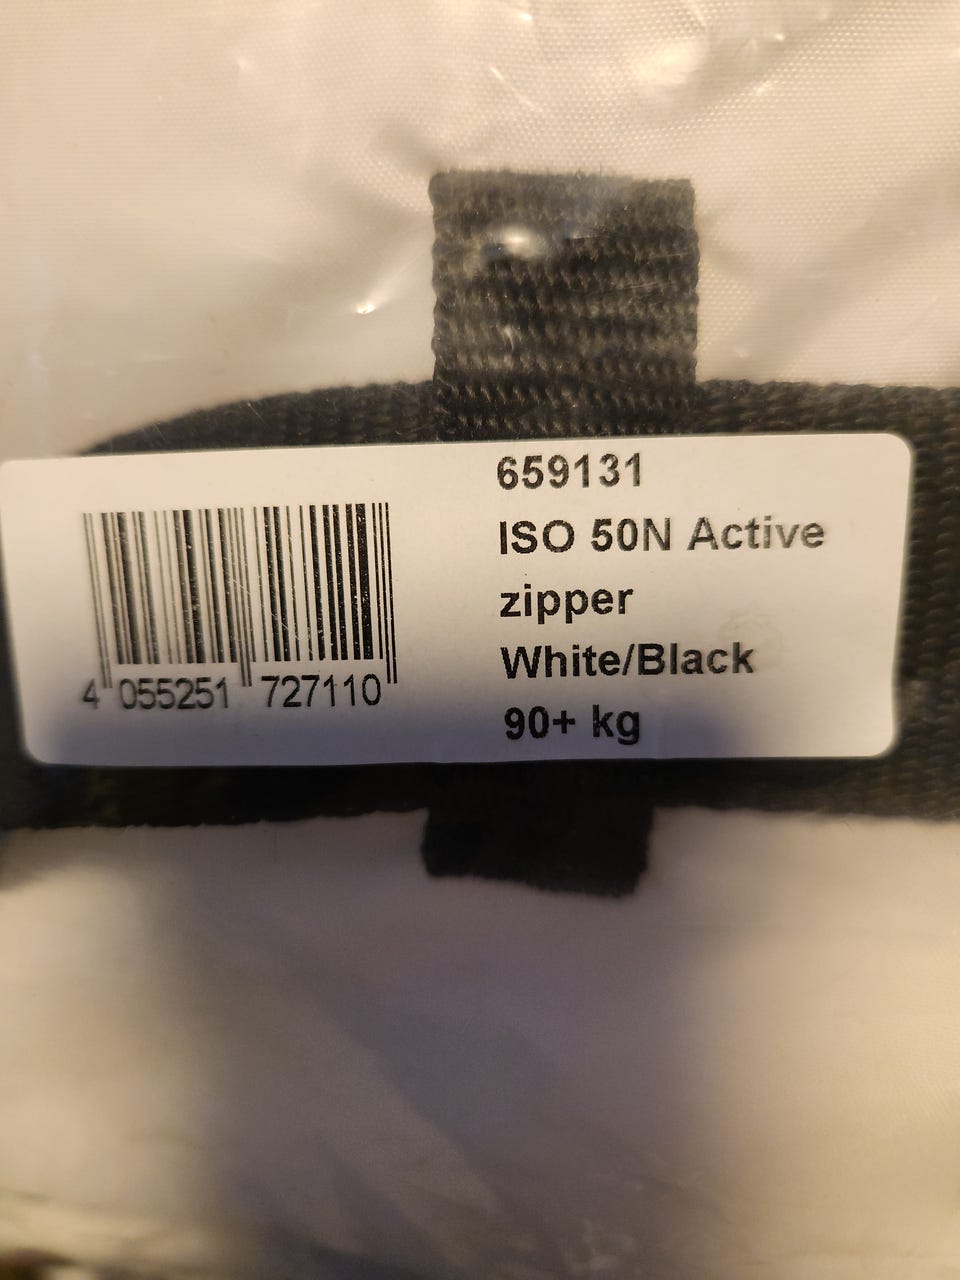 659131
ISO 50N Active
zipper
White/Black
90+ kg
4 055251 727110